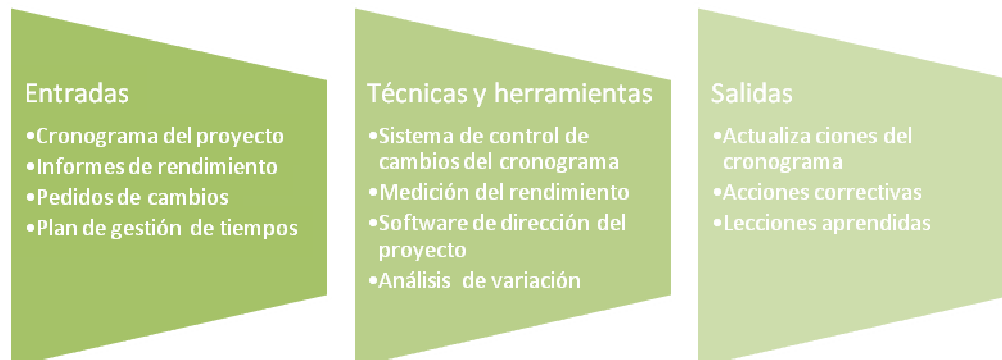 Entradas
•Cronograma del proyecto
•Informes de rendimiento
•Pedidos de cambios
•Plan de gestión de tiempos
Técnicas y herramientas
•Sistema de control de
cambios del cronograma
•Medición del rendimiento
•Software de dirección del
proyecto
•Análisis de variación
Salidas
•Actualiza ciones del
cronograma
•Acciones correctivas
•Lecciones aprendidas